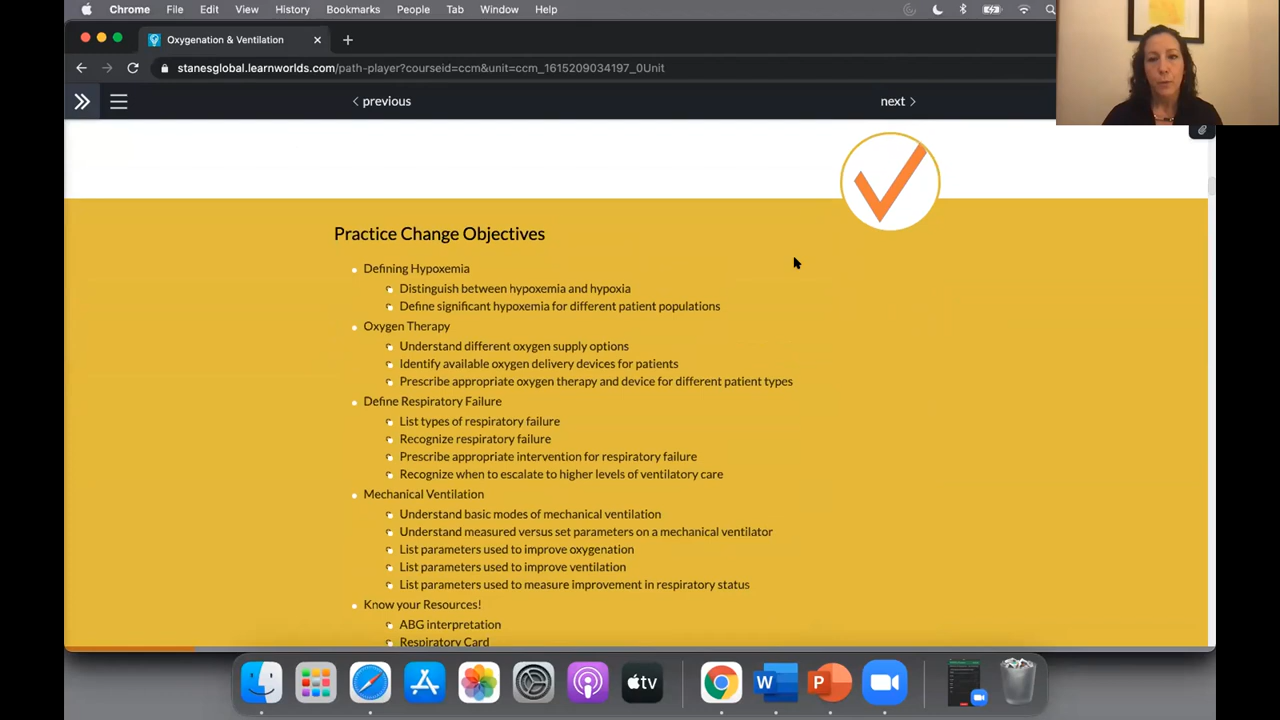 Chrome File Edit View History Bookmarks People Tab Window Help
Oxygenation & Ventilation
stanesglobal.learnworlds.com/path-player?courseid=ccm&unit=ccm_1615209034197_0Unit
previous
next
Practice Change Objectives
Defining Hypoxemia
Distinguish between hypoxemia and hypoxia
Define significant hypoxemia for different patient populations
Oxygen Therapy
Understand different oxygen supply options
Identify available oxygen delivery devices for patients
Prescribe appropriate oxygen therapy and device for different patient types
Define Respiratory Failure
List types of respiratory failure
Recognize respiratory failure
Prescribe appropriate intervention for respiratory failure
Recognize when to escalate to higher levels of ventilatory care
Mechanical Ventilation
Understand basic modes of mechanical ventilation
Understand measured versus set parameters on a mechanical ventilator
List parameters used to improve oxygenation
List parameters used to improve ventilation
List parameters used to measure improvement in respiratory status
Know your Resources!
ABG interpretation
Respiratory Card
tv
W
P